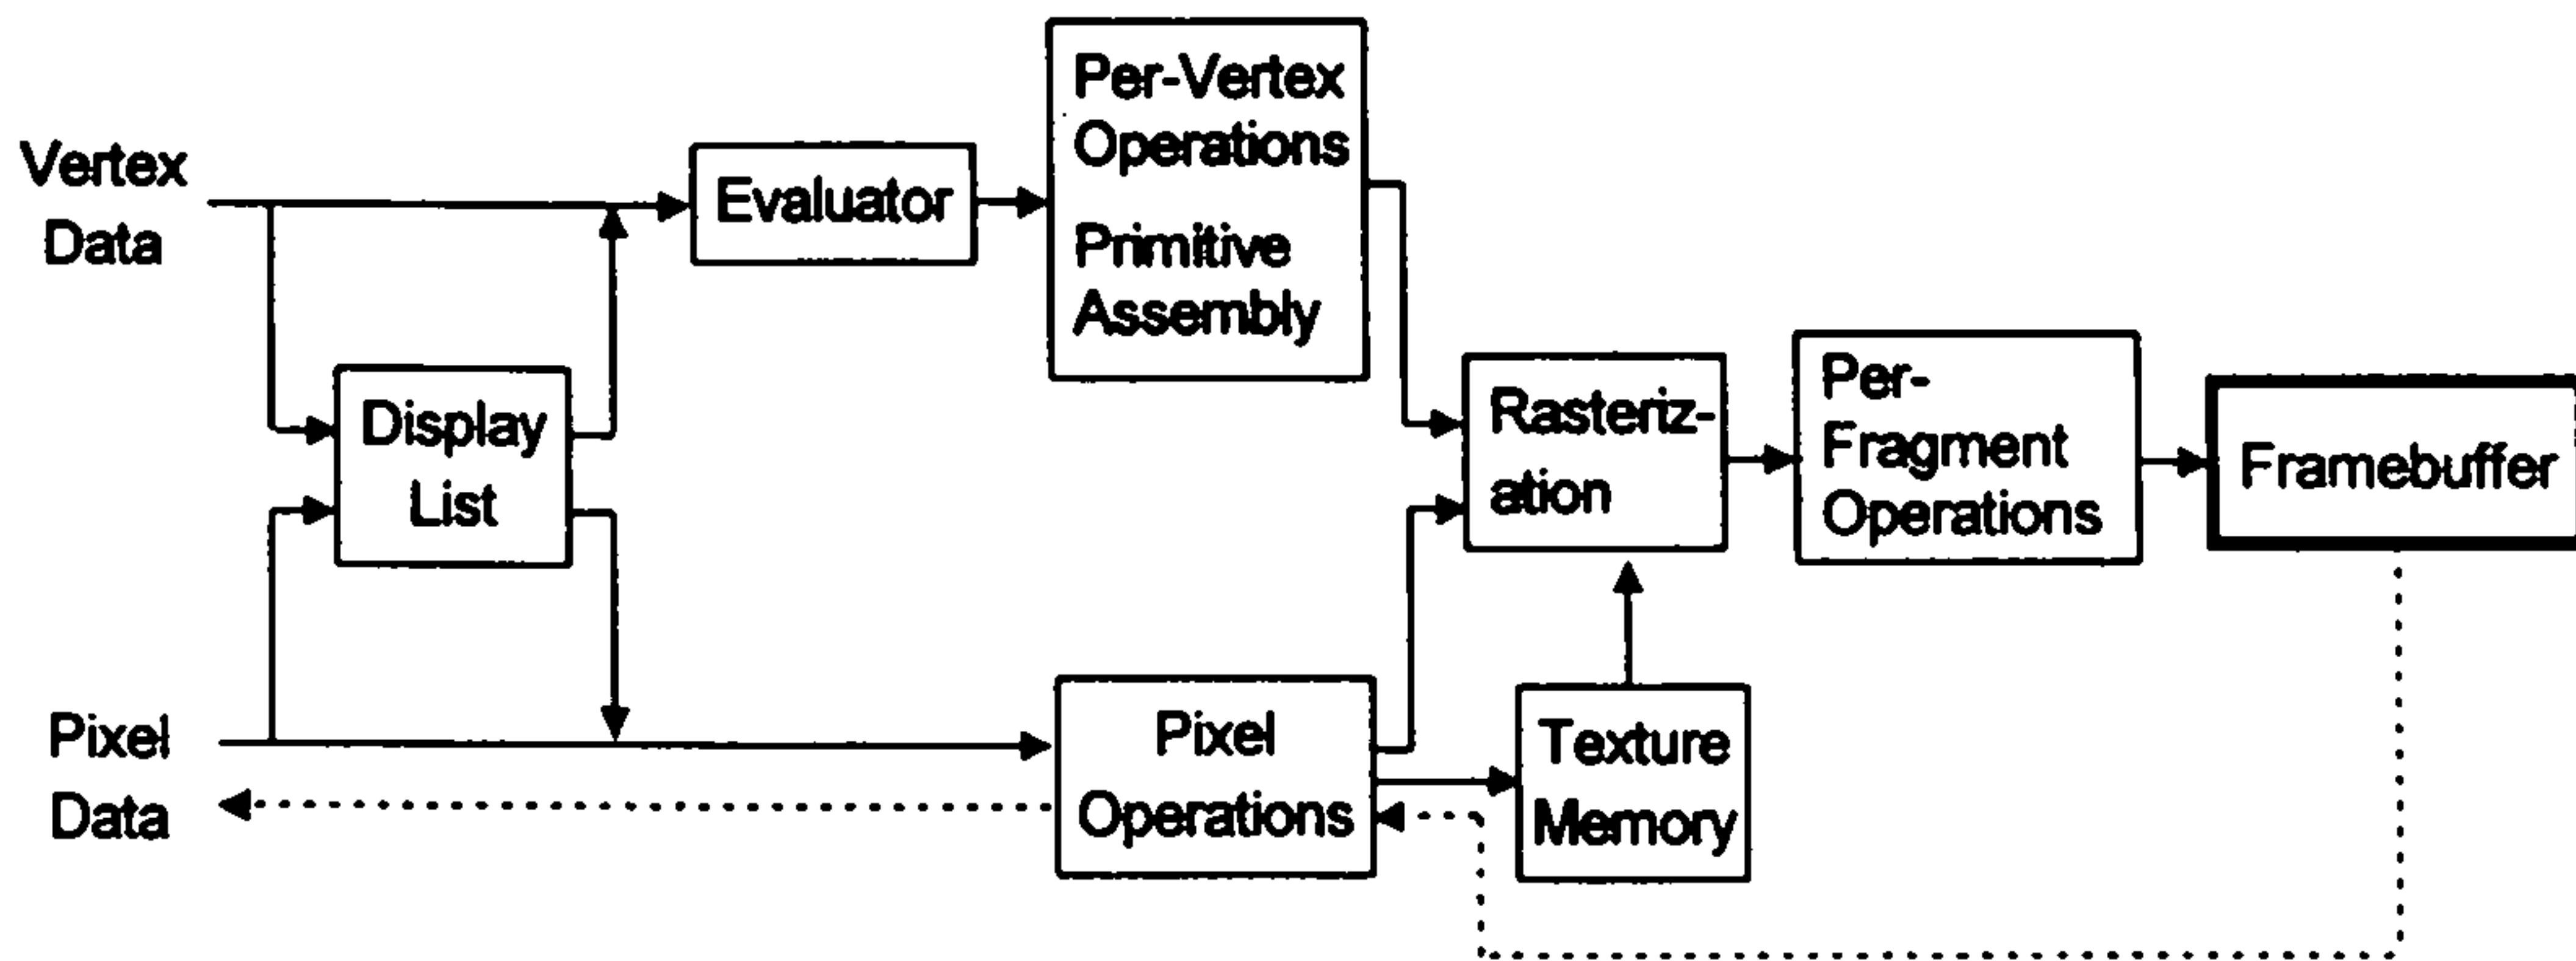 Vertex
Data
Evaluator
Per-Vertex
Operations
Primitive
Assembly
Display
List
Rasteriz-
ation
Per-
Fragment
Operations
Framebuffer
Pixel
Data
Pixel
Operations
Texture
Memory